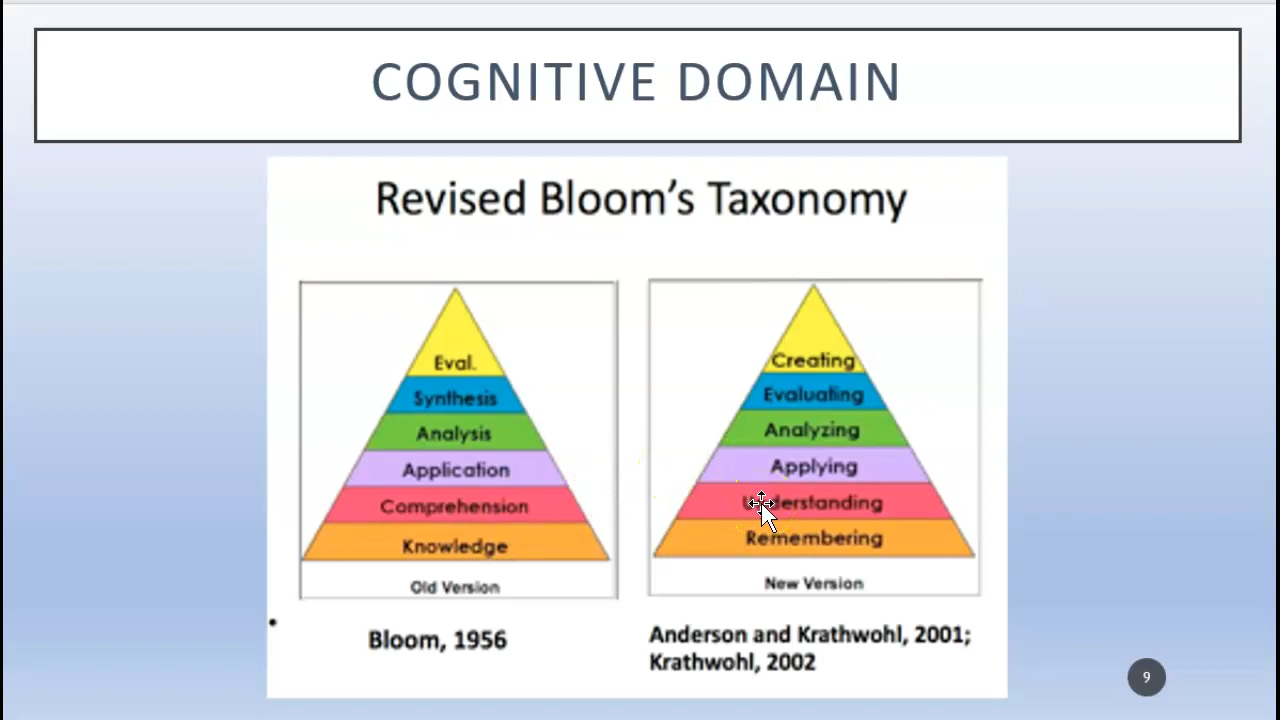 COGNITIVE DOMAIN
Revised Bloom's Taxonomy
Eval.
Synthesis
Analysis
Application
Comprehension
Knowledge
Old Version
Bloom, 1956
Creating
Evaluating
Analyzing
Applying
Understanding
Remembering
New Version
Anderson and Krathwohl, 2001;
Krathwohl, 2002
9